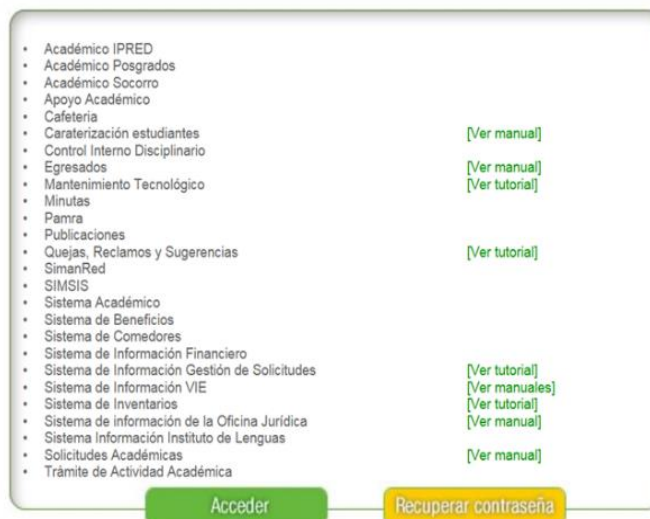 • Académico IPRED
• Académico Posgrados
• Académico Socorro
• Apoyo Académico
• Cafeteria
• Caraterización estudiantes [Ver manual]
• Control Interno Disciplinario
• Egresados [Ver manual]
• Mantenimiento Tecnológico [Ver tutorial]
• Minutas
• Pamra
• Publicaciones
• Quejas, Reclamos y Sugerencias [Ver tutorial]
• SimanRed
• SIMSIS
• Sistema Académico
• Sistema de Beneficios
• Sistema de Comedores
• Sistema de Información Financiero
• Sistema de Información Gestión de Solicitudes [Ver tutorial]
• Sistema de Información VIE [Ver manuales]
• Sistema de Inventarios [Ver tutorial]
• Sistema de información de la Oficina Jurídica [Ver manual]
• Sistema Información Instituto de Lenguas
• Solicitudes Académicas [Ver manual]
• Trámite de Actividad Académica
Acceder Recuperar contraseña